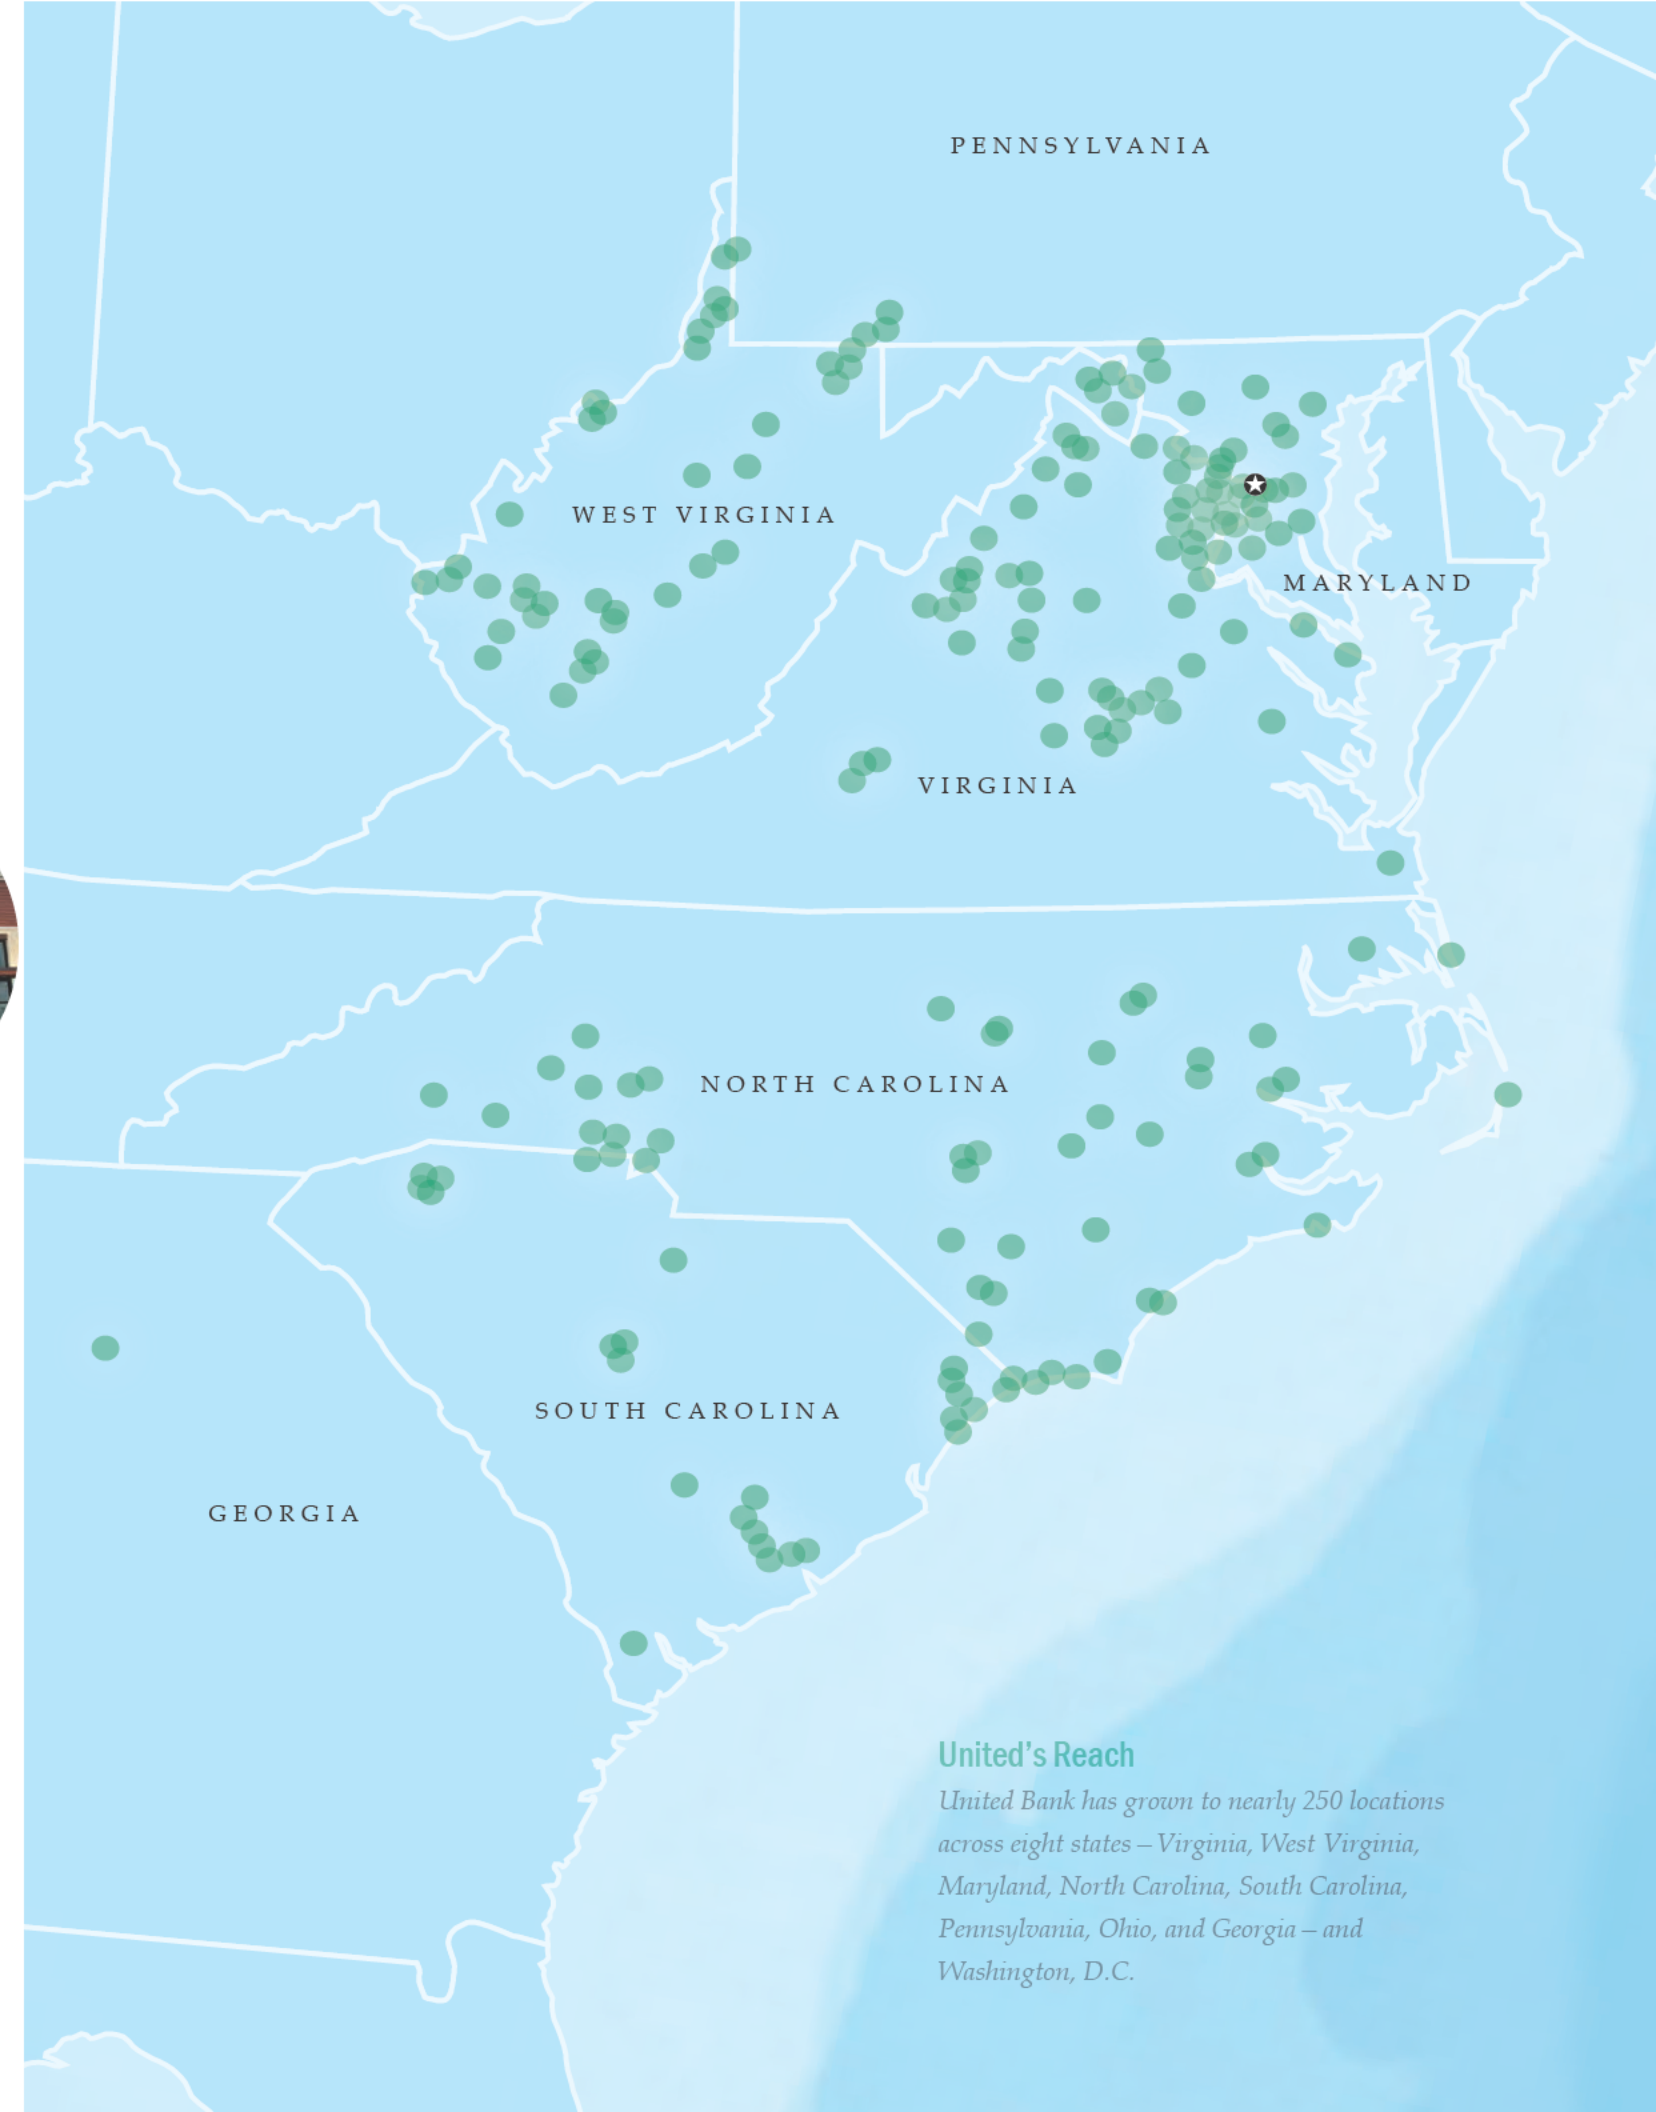 PENNSYLVANIA
WEST VIRGINIA
MARYLAND
VIRGINIA
NORTH CAROLINA
SOUTH CAROLINA
GEORGIA
United’s Reach
United Bank has grown to nearly 250 locations
across eight states – Virginia, West Virginia,
Maryland, North Carolina, South Carolina,
Pennsylvania, Ohio, and Georgia – and
Washington, D.C.